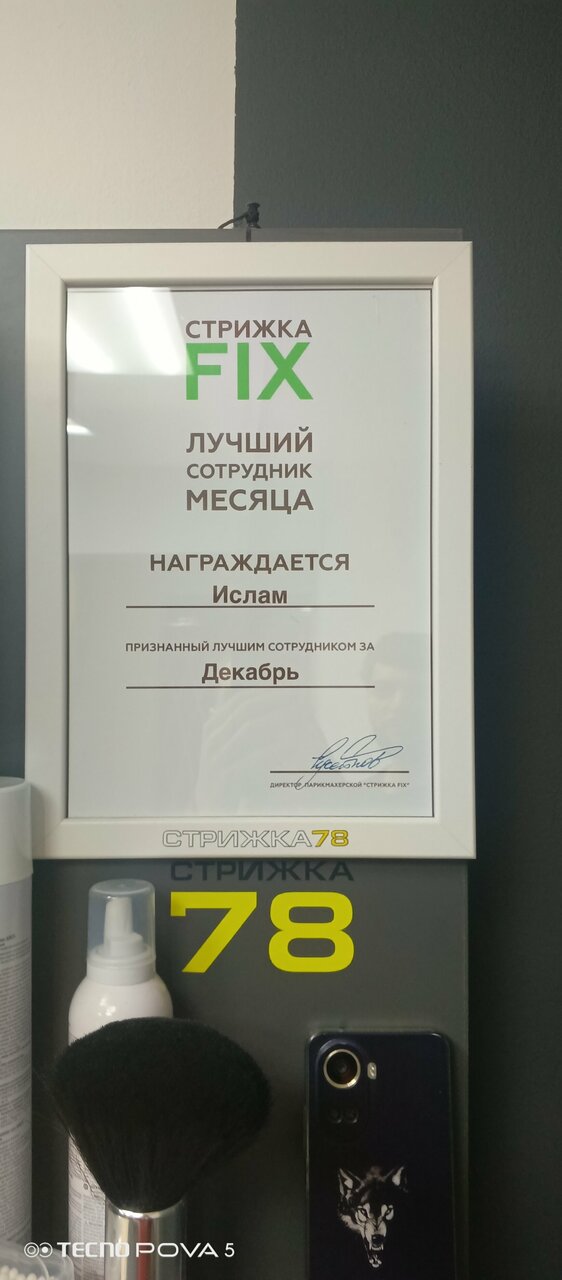 СТРИЖКА
FIX
ЛУЧШИЙ
СОТРУДНИК
МЕСЯЦА
НАГРАЖДАЕТСЯ
Ислам
ПРИЗНАННЫЙ ЛУЧШИМ СОТРУДНИКОМ ЗА
Декабрь
ДИРЕКТОР ПАРИКМАХЕРСКОЙ "СТРИЖКА FIX"
СТРИЖКА78
СТРИЖКА
78
TECNO POVA 5